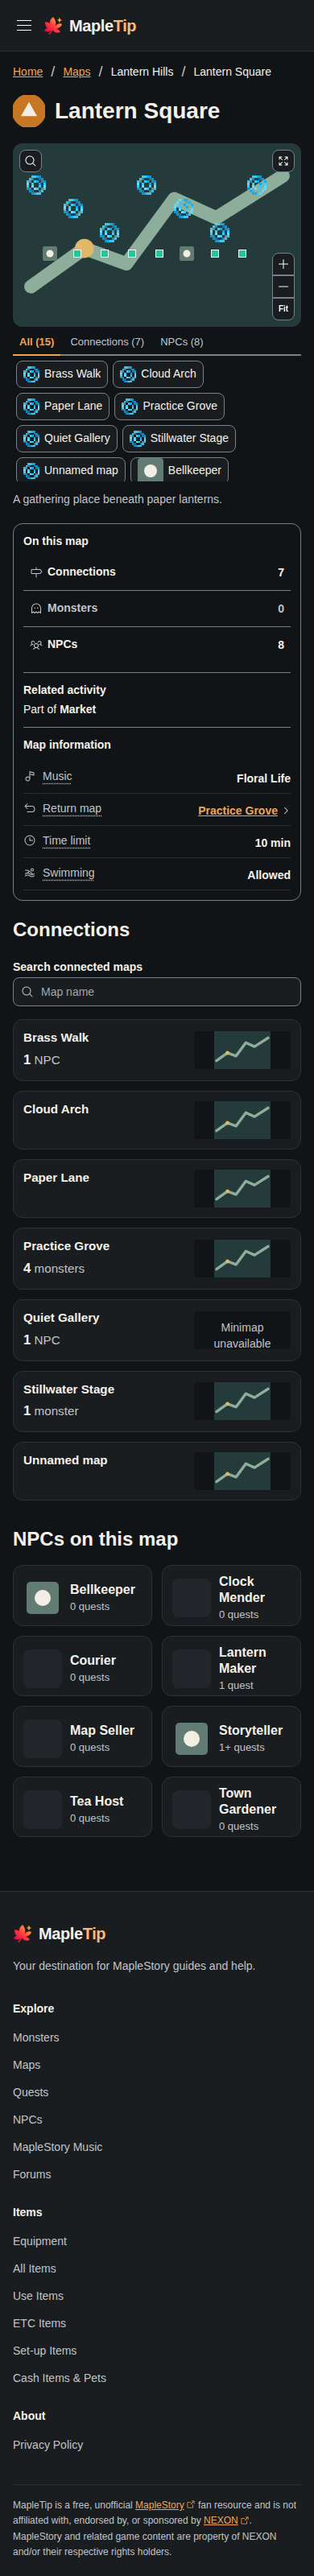 MapleTip
Home / Maps / Lantern Hills / Lantern Square
Lantern Square
Fit
All (15) Connections (7) NPCs (8)
Brass Walk Cloud Arch
Paper Lane Practice Grove
Quiet Gallery Stillwater Stage
Unnamed map Bellkeeper
A gathering place beneath paper lanterns.
On this map
Connections 7
Monsters 0
NPCs 8
Related activity
Part of Market
Map information
Music Floral Life
Return map Practice Grove
Time limit 10 min
Swimming Allowed
Connections
Search connected maps
Map name
Brass Walk
1 NPC
Cloud Arch
Paper Lane
Practice Grove
4 monsters
Quiet Gallery
1 NPC
Minimap
unavailable
Stillwater Stage
1 monster
Unnamed map
NPCs on this map
Bellkeeper
0 quests
Clock
Mender
0 quests
Courier
0 quests
Lantern
Maker
1 quest
Map Seller
0 quests
Storyteller
1+ quests
Tea Host
0 quests
Town
Gardener
0 quests
MapleTip
Your destination for MapleStory guides and help.
Explore
Monsters
Maps
Quests
NPCs
MapleStory Music
Forums
Items
Equipment
All Items
Use Items
ETC Items
Set-up Items
Cash Items & Pets
About
Privacy Policy
MapleTip is a free, unofficial MapleStory fan resource and is not
affiliated with, endorsed by, or sponsored by NEXON.
MapleStory and related game content are property of NEXON
and/or their respective rights holders.